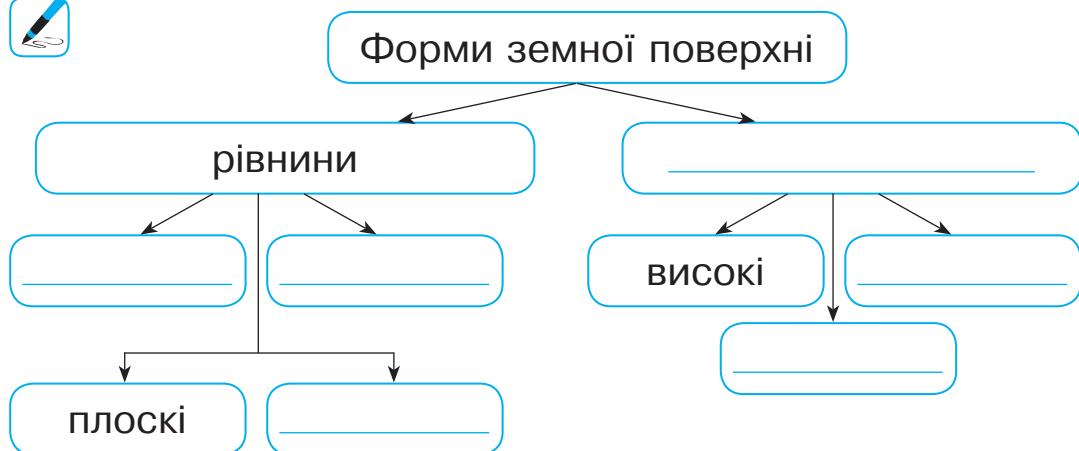 Форми земної поверхні
рівнини
високі
плоскі